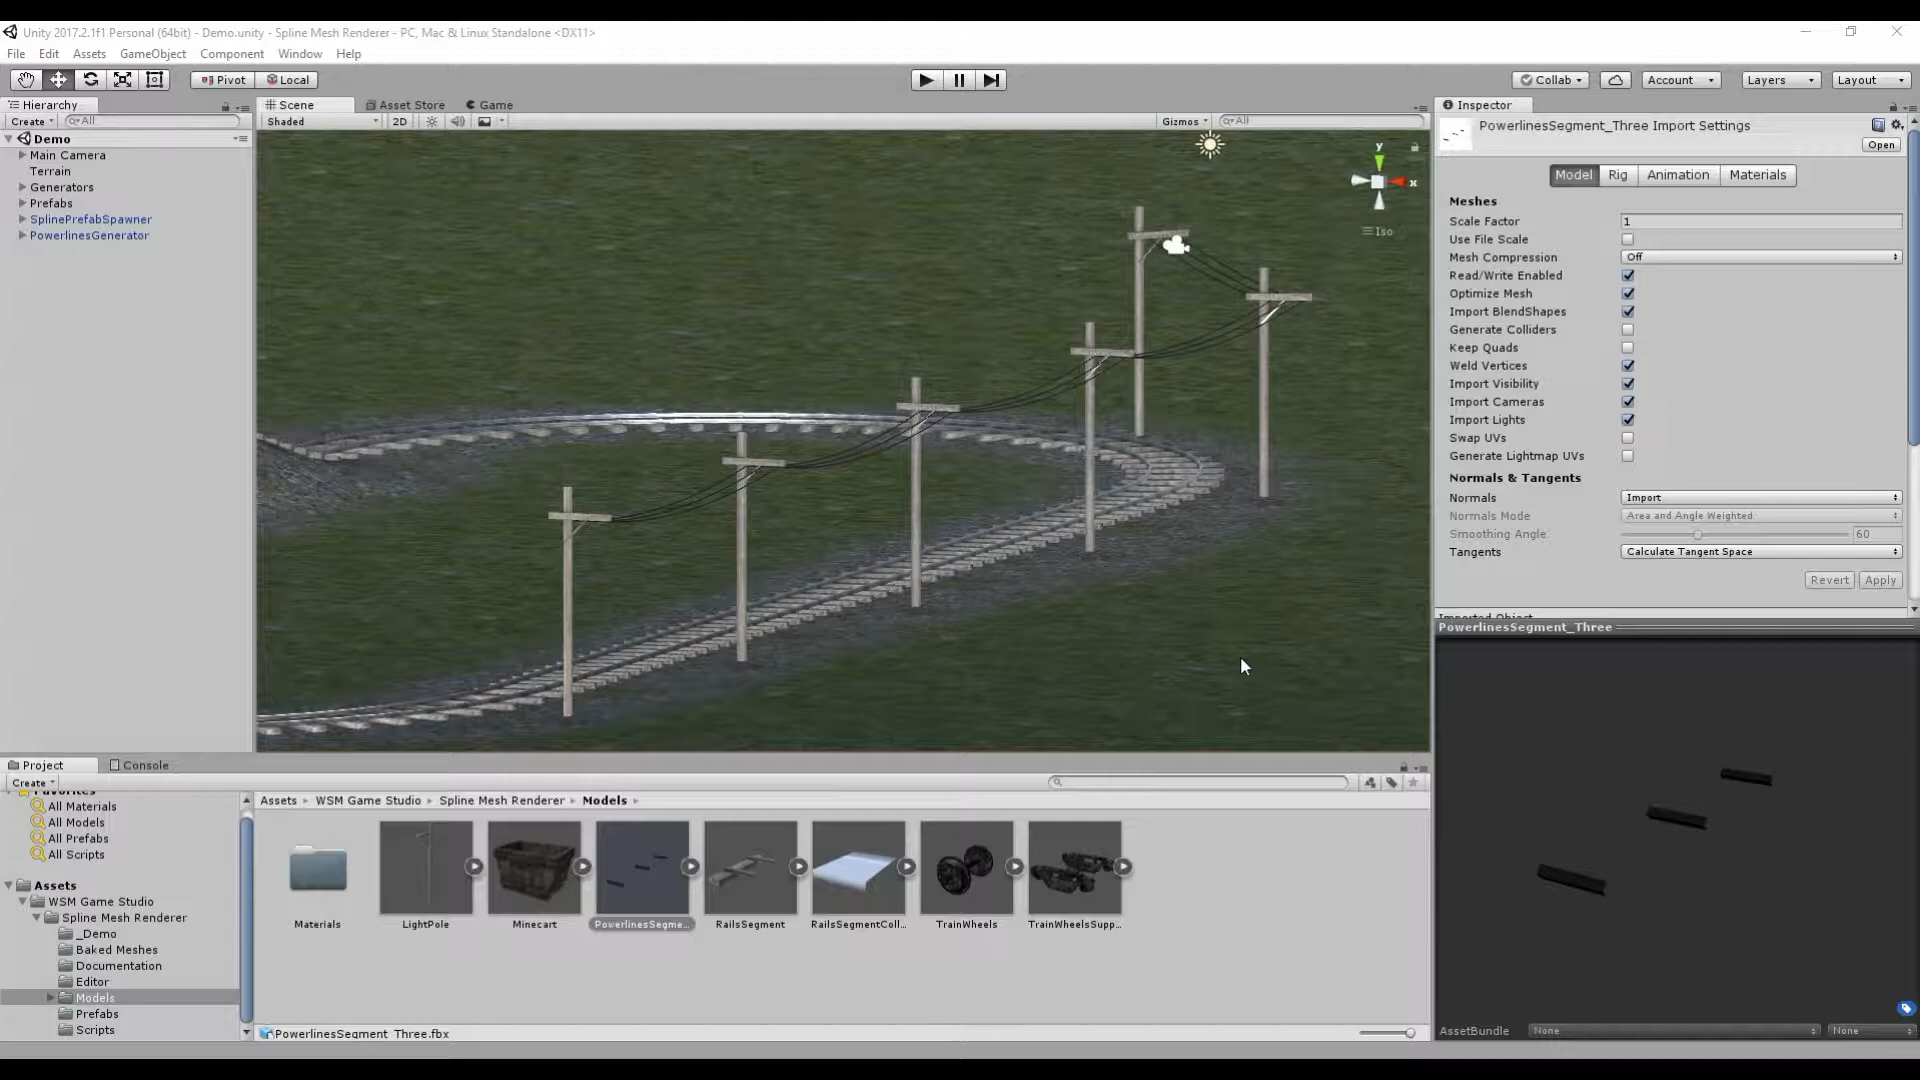 Unity 2017.2.1f1 Personal (64bit) - Demo.unity - Spline Mesh Renderer - PC, Mac & Linux Standalone <DX11>
File Edit Assets GameObject Component Window Help
Pivot Local Collab Account Layers Layout
Hierarchy
Create All
Demo
Main Camera
Terrain
Generators
Prefabs
SplinePrefabSpawner
PowerlinesGenerator
Scene Asset Store Game
Shaded 2D Gizmos All
y
x
Iso
Inspector
PowerlinesSegment_Three Import Settings
Open
Model Rig Animation Materials
Meshes
Scale Factor 1
Use File Scale
Mesh Compression Off
Read/Write Enabled
Optimize Mesh
Import BlendShapes
Generate Colliders
Keep Quads
Weld Vertices
Import Visibility
Import Cameras
Import Lights
Swap UVs
Generate Lightmap UVs
Normals & Tangents
Normals Import
Normals Mode Area and Angle Weighted
Smoothing Angle 60
Tangents Calculate Tangent Space
Revert Apply
Imported Object
PowerlinesSegment_Three
AssetBundle None None
Project Console
Create
Favorites
All Materials
All Models
All Prefabs
All Scripts
Assets
WSM Game Studio
Spline Mesh Renderer
_Demo
Baked Meshes
Documentation
Editor
Models
Prefabs
Scripts
Assets WSM Game Studio Spline Mesh Renderer Models
Materials LightPole Minecart PowerlinesSegme... RailsSegment RailsSegmentColl... TrainWheels TrainWheelsSupp...
PowerlinesSegment_Three.fbx